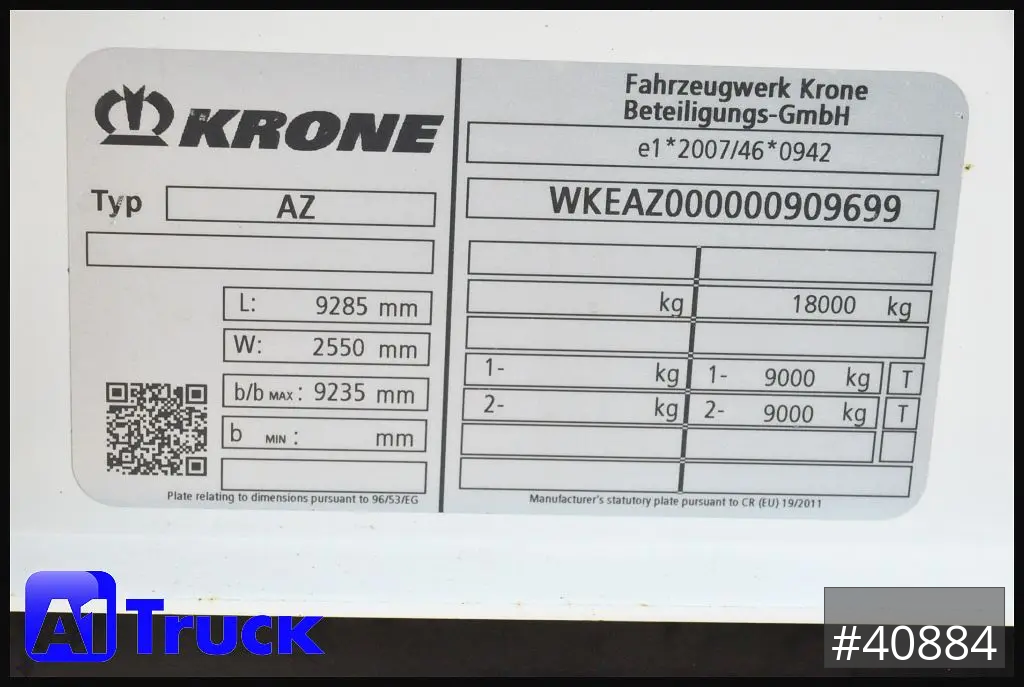 KRONE
Typ AZ
L: 9285 mm
W: 2550 mm
b/b MAX : 9235 mm
b MIN : mm
Plate relating to dimensions pursuant to 96/53/EG
Fahrzeugwerk Krone
Beteiligungs-GmbH
e1*2007/46*0942
WKEAZ000000909699
kg 18000 kg
1- kg 1- 9000 kg T
2- kg 2- 9000 kg T
Manufacturer's statutory plate pursuant to CR (EU) 19/2011
A1 Truck
#40884